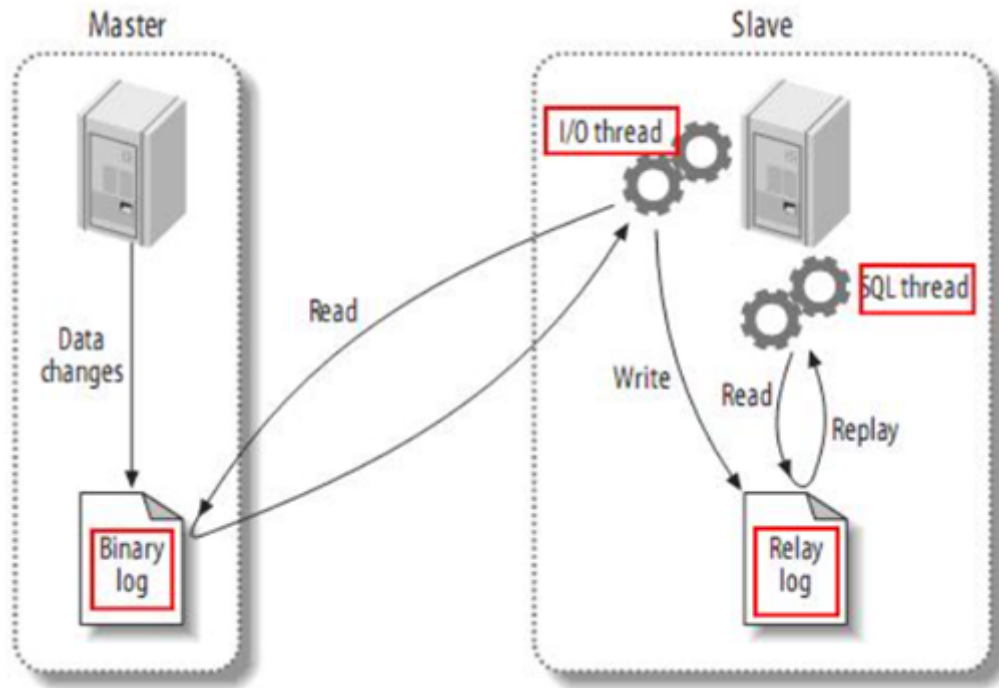 Master
Slave
I/O thread
SQL thread
Read
Data
changes
Write
Read
Replay
Binary
log
Relay
log